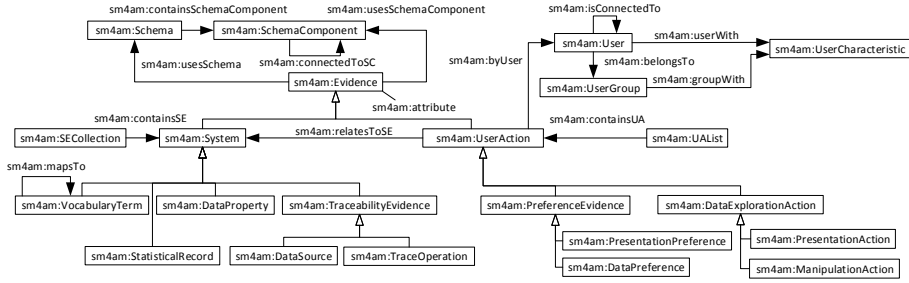 sm4am:containsSchemaComponent
sm4am:usesSchemaComponent
sm4am:isConnectedTo
sm4am:Schema
sm4am:SchemaComponent
sm4am:User
sm4am:userWith
sm4am:UserCharacteristic
sm4am:connectedToSC
sm4am:usesSchema
sm4am:byUser
sm4am:belongsTo
sm4am:Evidence
sm4am:UserGroup
sm4am:groupWith
sm4am:attribute
sm4am:containsSE
sm4am:containsUA
sm4am:SECollection
sm4am:System
sm4am:relatesToSE
sm4am:UserAction
sm4am:UAList
sm4am:mapsTo
sm4am:VocabularyTerm
sm4am:DataProperty
sm4am:TraceabilityEvidence
sm4am:PreferenceEvidence
sm4am:DataExplorationAction
sm4am:PresentationPreference
sm4am:PresentationAction
sm4am:StatisticalRecord
sm4am:DataSource
sm4am:TraceOperation
sm4am:DataPreference
sm4am:ManipulationAction